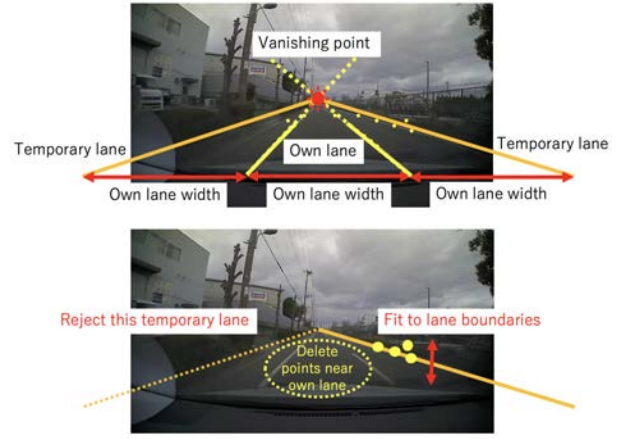 Vanishing point
Temporary lane
Own lane
Temporary lane
Own lane width
Own lane width
Own lane width
Reject this temporary lane
Fit to lane boundaries
Delete
points near
own lane